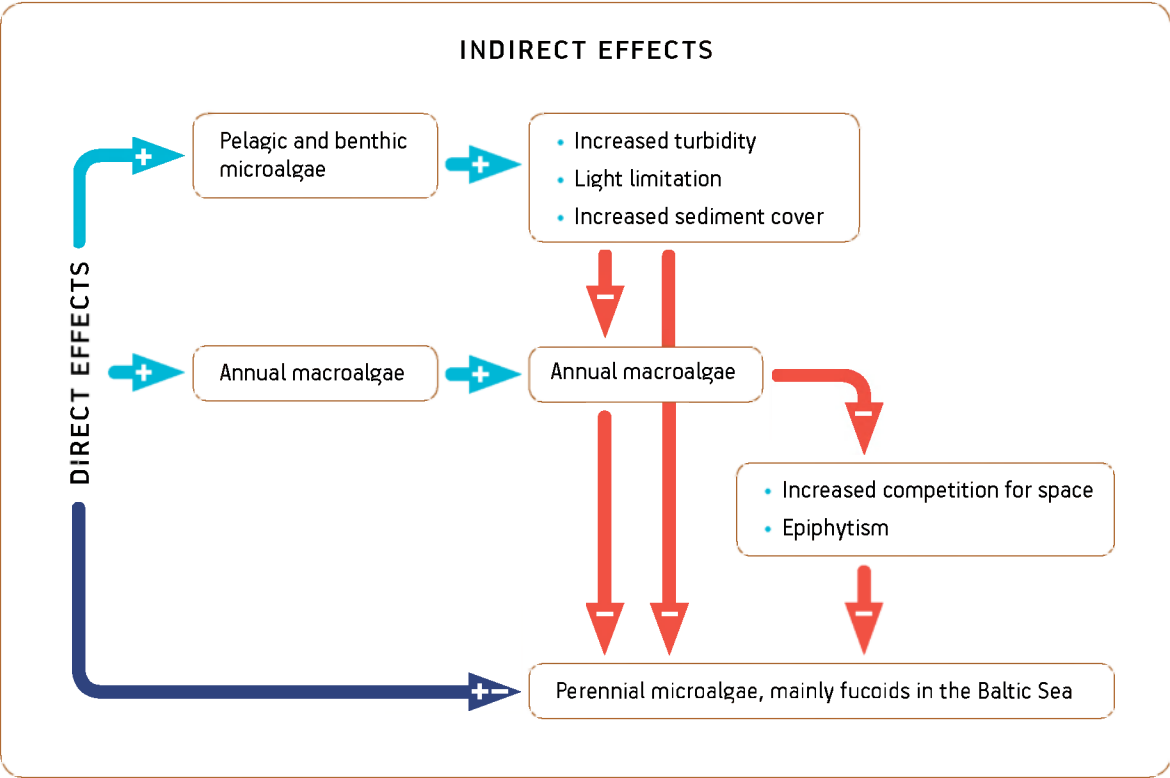 INDIRECT EFFECTS
Pelagic and benthic
microalgae
+
+
• Increased turbidity
• Light limitation
• Increased sediment cover
DIRECT EFFECTS
−
+
Annual macroalgae
+
Annual macroalgae
−
• Increased competition for space
• Epiphytism
−
−
−
+−
Perennial microalgae, mainly fucoids in the Baltic Sea